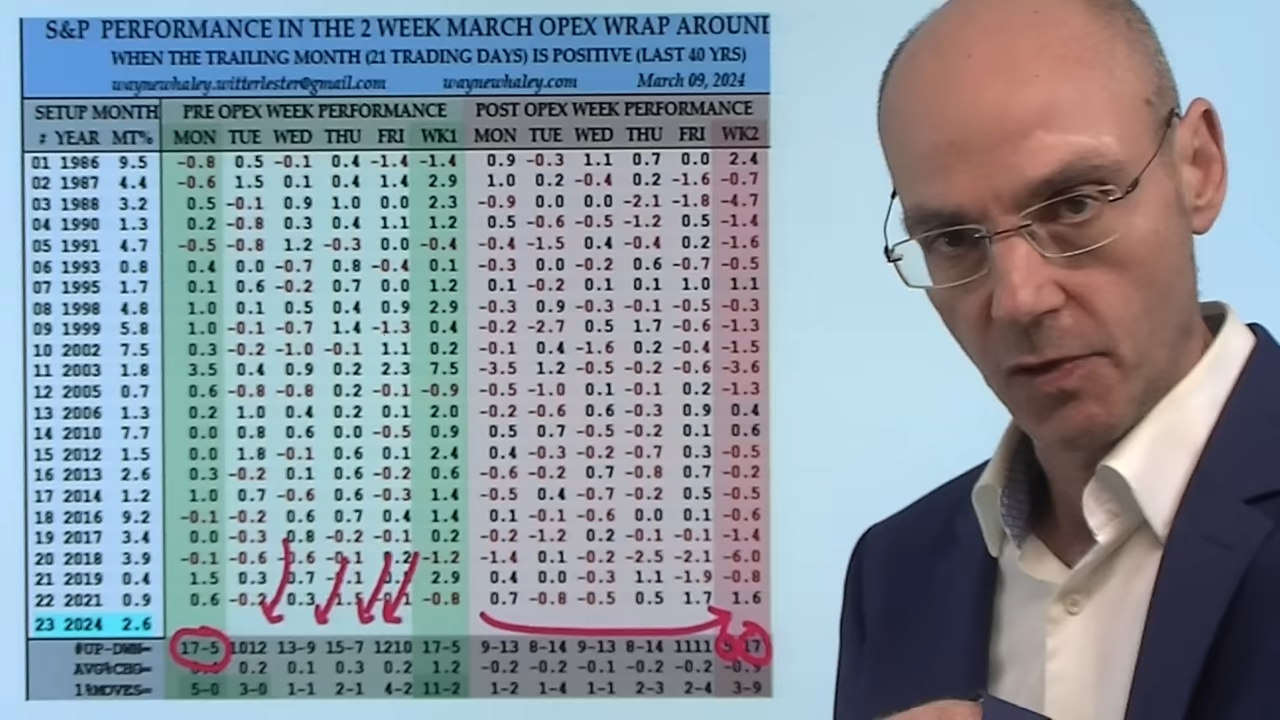 S&P PERFORMANCE IN THE 2 WEEK MARCH OPEX WRAP AROUND
WHEN THE TRAILING MONTH (21 TRADING DAYS) IS POSITIVE (LAST 40 YRS)
waynewhaley.witterlester@gmail.com waynewhaley.com March 09, 2024
SETUP MONTH PRE OPEX WEEK PERFORMANCE POST OPEX WEEK PERFORMANCE
# YEAR MT% MON TUE WED THU FRI WK1 MON TUE WED THU FRI WK2
01 1986 9.5 -0.8 0.5 -0.1 0.4 -1.4 -1.4 0.9 -0.3 1.1 0.7 0.0 2.4
02 1987 4.4 -0.6 1.5 0.1 0.4 1.4 2.9 1.0 0.2 -0.4 0.2 -1.6 -0.7
03 1988 3.2 0.5 -0.1 0.9 1.0 0.0 2.3 -0.9 0.0 0.0 -2.1 -1.8 -4.7
04 1990 1.3 0.2 -0.8 0.3 0.4 1.1 1.2 0.5 -0.6 -0.5 -1.2 0.5 -1.4
05 1991 4.7 -0.5 -0.8 1.2 -0.3 0.0 -0.4 -0.4 -1.5 0.4 -0.4 0.2 -1.6
06 1993 0.8 0.4 0.0 -0.7 0.8 -0.4 0.1 -0.3 0.0 -0.2 0.6 -0.7 -0.5
07 1995 1.7 0.1 0.6 -0.2 0.7 0.0 1.2 0.1 -0.2 0.1 0.1 1.0 1.1
08 1998 4.8 1.0 0.1 0.5 0.4 0.9 2.9 -0.3 0.9 -0.3 -0.1 -0.5 -0.3
09 1999 5.8 1.0 -0.1 -0.7 1.4 -1.3 0.4 -0.2 -2.7 0.5 1.7 -0.6 -1.3
10 2002 7.5 0.3 -0.2 -1.0 -0.1 1.1 0.2 -0.1 0.4 -1.6 0.2 -0.4 -1.5
11 2003 1.8 3.5 0.4 0.9 0.2 2.3 7.5 -3.5 1.2 -0.5 -0.2 -0.6 -3.6
12 2005 0.7 0.6 -0.8 -0.8 0.2 -0.1 -0.9 -0.5 -1.0 0.1 -0.1 0.2 -1.3
13 2006 1.3 0.2 1.0 0.4 0.2 0.1 2.0 -0.2 -0.6 0.6 -0.3 0.9 0.4
14 2010 7.7 0.0 0.8 0.6 0.0 -0.5 0.9 0.5 0.7 -0.5 -0.2 0.1 0.6
15 2012 1.5 0.0 1.8 -0.1 0.6 0.1 2.4 0.4 -0.3 -0.2 -0.7 0.3 -0.5
16 2013 2.6 0.3 -0.2 0.1 0.6 -0.2 0.6 -0.6 -0.2 0.7 -0.8 0.7 -0.2
17 2014 1.2 1.0 0.7 -0.6 0.6 -0.3 1.4 -0.5 0.4 -0.7 -0.2 0.5 -0.5
18 2016 9.2 -0.1 -0.2 0.6 0.7 0.4 1.4 0.1 -0.1 -0.6 0.0 0.1 -0.6
19 2017 3.4 0.0 -0.3 0.8 -0.2 -0.1 0.2 -0.2 -1.2 0.2 -0.1 -0.1 -1.4
20 2018 3.9 -0.1 -0.6 -0.6 -0.1 0.2 -1.2 -1.4 0.1 -0.2 -2.5 -2.1 -6.0
21 2019 0.4 1.5 0.3 0.7 2.9 0.4 0.0 -0.3 1.1 -1.9 -0.8
22 2021 0.9 0.6 0.3 -0.8 0.7 -0.8 -0.5 0.5 1.7 1.6
23 2024 2.6
#UP-DWN= 17-5 1012 13-9 15-7 1210 17-5 9-13 8-14 9-13 8-14 1111
AVG%CHG= 0.2 0.1 0.3 0.2 1.2 -0.2 -0.2 -0.1 -0.2 -0.2
1%MOVES= 5-0 3-0 1-1 2-1 4-2 11-2 1-2 1-4 1-1 2-3 2-4 3-9